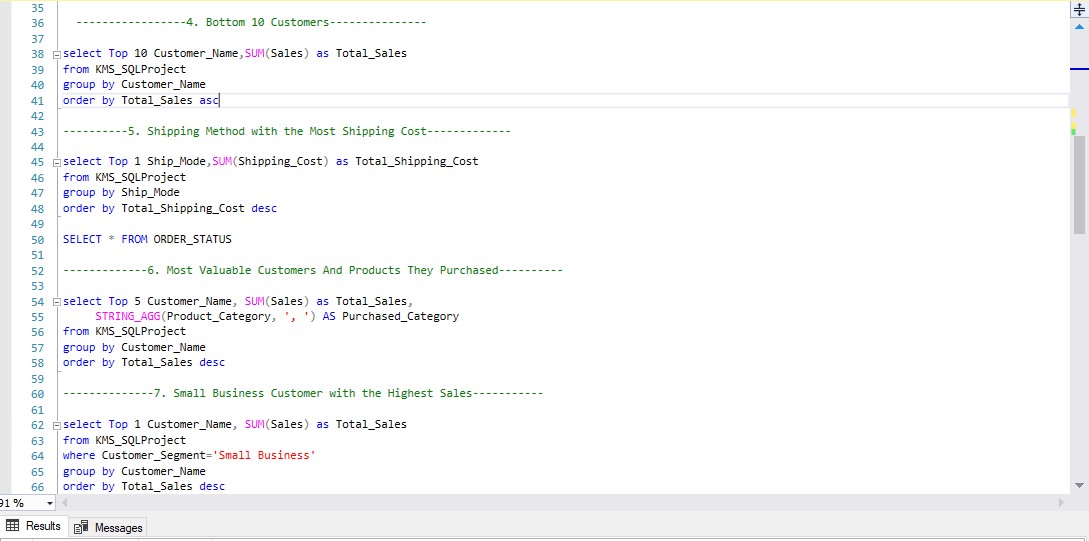 35
36 -----------------4. Bottom 10 Customers---------------
37
38 select Top 10 Customer_Name,SUM(Sales) as Total_Sales
39 from KMS_SQLProject
40 group by Customer_Name
41 order by Total_Sales asc
42
43 ----------5. Shipping Method with the Most Shipping Cost-------------
44
45 select Top 1 Ship_Mode,SUM(Shipping_Cost) as Total_Shipping_Cost
46 from KMS_SQLProject
47 group by Ship_Mode
48 order by Total_Shipping_Cost desc
49
50 SELECT * FROM ORDER_STATUS
51
52 -------------6. Most Valuable Customers And Products They Purchased----------
53
54 select Top 5 Customer_Name, SUM(Sales) as Total_Sales,
55 STRING_AGG(Product_Category, ', ') AS Purchased_Category
56 from KMS_SQLProject
57 group by Customer_Name
58 order by Total_Sales desc
59
60 --------------7. Small Business Customer with the Highest Sales-----------
61
62 select Top 1 Customer_Name, SUM(Sales) as Total_Sales
63 from KMS_SQLProject
64 where Customer_Segment='Small Business'
65 group by Customer_Name
66 order by Total_Sales desc
91 %
Results Messages